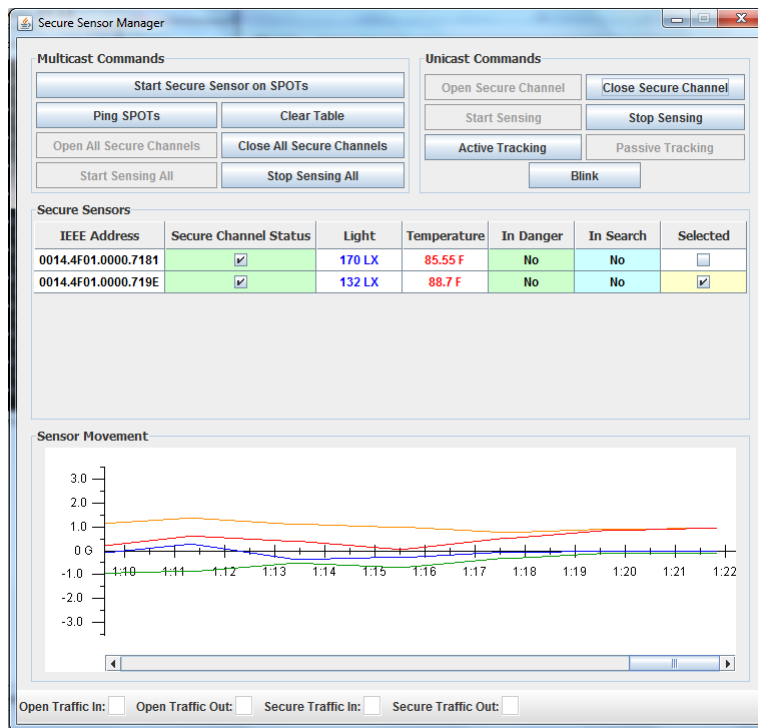 Secure Sensor Manager
Multicast Commands
Start Secure Sensor on SPOTs
Ping SPOTs Clear Table
Open All Secure Channels Close All Secure Channels
Start Sensing All Stop Sensing All
Unicast Commands
Open Secure Channel Close Secure Channel
Start Sensing Stop Sensing
Active Tracking Passive Tracking
Blink
Secure Sensors
IEEE Address Secure Channel Status Light Temperature In Danger In Search Selected
0014.4F01.0000.7181 170 LX 85.55 F No No
0014.4F01.0000.719E 132 LX 88.7 F No No
Sensor Movement
3.0
2.0
1.0
0 G
-1.0
-2.0
-3.0
1:10 1:11 1:12 1:13 1:14 1:15 1:16 1:17 1:18 1:19 1:20 1:21 1:22
Open Traffic In: Open Traffic Out: Secure Traffic In: Secure Traffic Out: